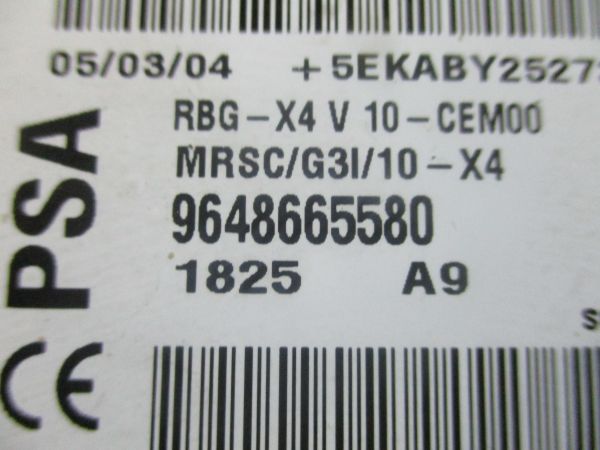 05/03/04 +5EKABY2527
RBG-X4 V 10-CEM00
MRSC/G3I/10-X4
9648665580
1825 A9
S
PSA
CE